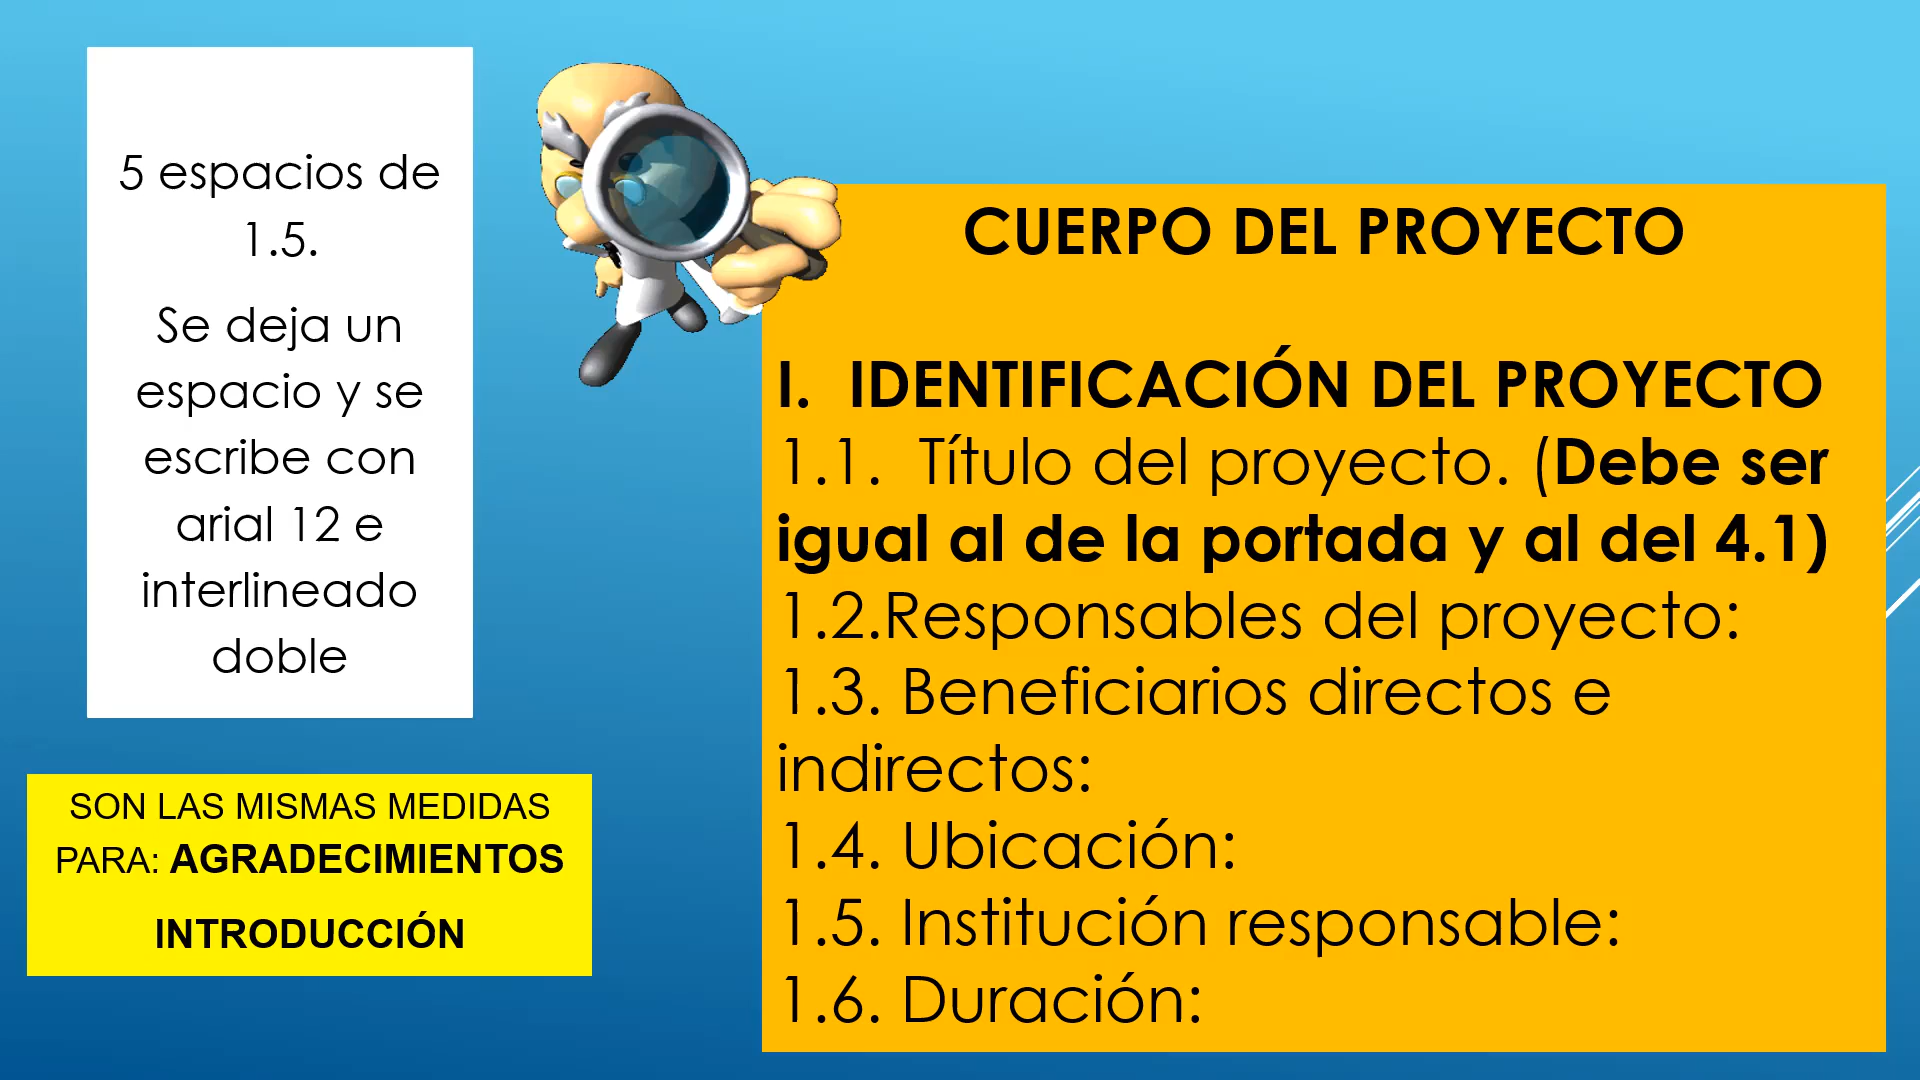 5 espacios de
1.5.
Se deja un
espacio y se
escribe con
arial 12 e
interlineado
doble
SON LAS MISMAS MEDIDAS
PARA: AGRADECIMIENTOS
INTRODUCCIÓN
CUERPO DEL PROYECTO
I. IDENTIFICACIÓN DEL PROYECTO
1.1. Título del proyecto. (Debe ser
igual al de la portada y al del 4.1)
1.2.Responsables del proyecto:
1.3. Beneficiarios directos e
indirectos:
1.4. Ubicación:
1.5. Institución responsable:
1.6. Duración: